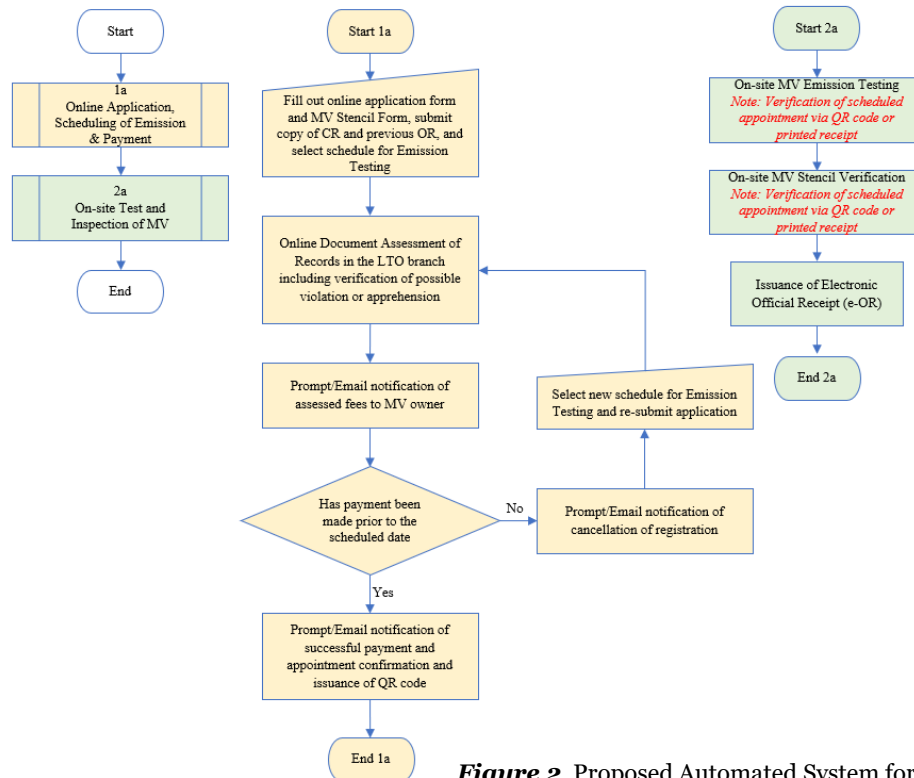 Start
1a
Online Application,
Scheduling of Emission
& Payment
2a
On-site Test and
Inspection of MV
End
Start 1a
Fill out online application form
and MV Stencil Form, submit
copy of CR and previous OR, and
select schedule for Emission
Testing
Online Document Assessment of
Records in the LTO branch
including verification of possible
violation or apprehension
Prompt/Email notification of
assessed fees to MV owner
Has payment been
made prior to the
scheduled date
No
Prompt/Email notification of
cancellation of registration
Select new schedule for Emission
Testing and re-submit application
Yes
Prompt/Email notification of
successful payment and
appointment confirmation and
issuance of QR code
End 1a
Start 2a
On-site MV Emission Testing
Note: Verification of scheduled
appointment via QR code or
printed receipt
On-site MV Stencil Verification
Note: Verification of scheduled
appointment via QR code or
printed receipt
Issuance of Electronic
Official Receipt (e-OR)
End 2a
Figure 2. Proposed Automated System for